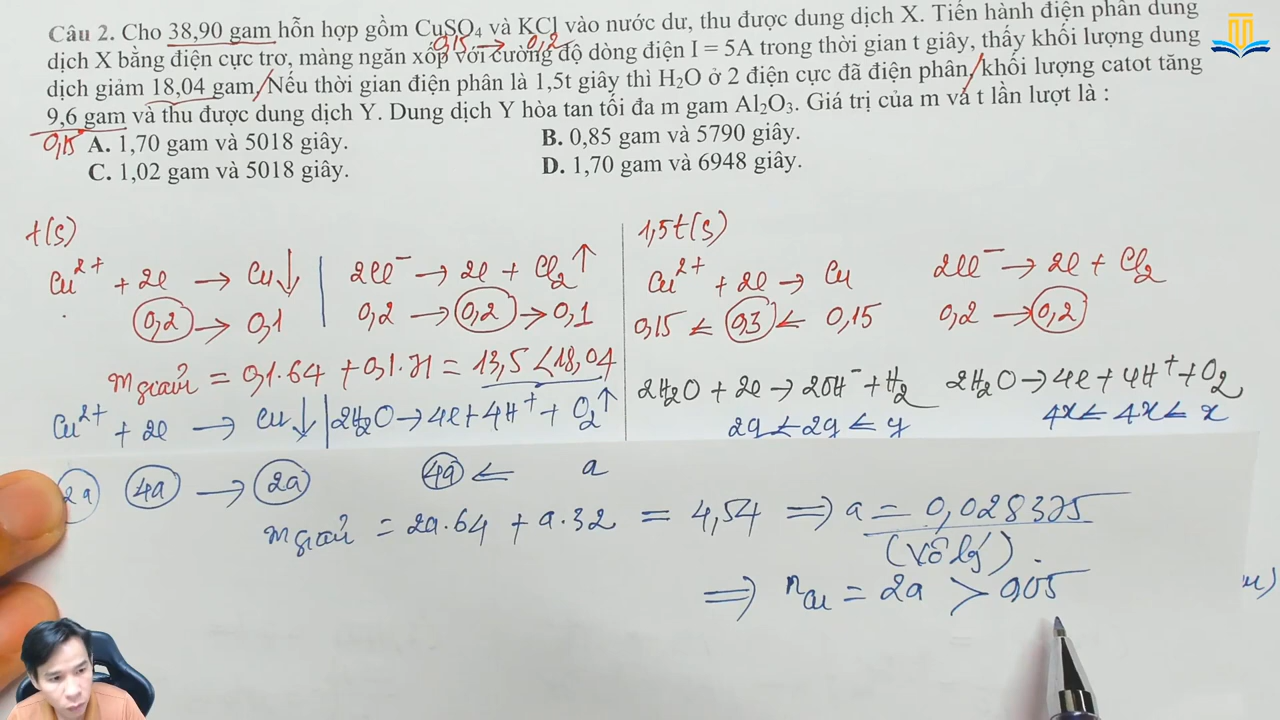 Câu 2. Cho 38,90 gam hỗn hợp gồm CuSO₄ và KCl vào nước dư, thu được dung dịch X. Tiến hành điện phân dung
0,15 → 0,2
dịch X bằng điện cực trơ, màng ngăn xốp với cường độ dòng điện I = 5A trong thời gian t giây, thấy khối lượng dung
dịch giảm 18,04 gam. Nếu thời gian điện phân là 1,5t giây thì H₂O ở 2 điện cực đã điện phân, khối lượng catot tăng
9,6 gam và thu được dung dịch Y. Dung dịch Y hòa tan tối đa m gam Al₂O₃. Giá trị của m và t lần lượt là :
0,15 A. 1,70 gam và 5018 giây. B. 0,85 gam và 5790 giây.
C. 1,02 gam và 5018 giây. D. 1,70 gam và 6948 giây.
t(s)
Cu²⁺ + 2e → Cu↓ | 2Cl⁻ → 2e + Cl₂ ↑
0,2 → 0,1 0,2 → 0,2 → 0,1
m giảm = 0,1.64 + 0,1.71 = 13,5 < 18,04
Cu²⁺ + 2e → Cu↓ | 2H₂O → 4e + 4H⁺ + O₂↑
2a 4a → 2a 4a ← a
1,5t(s)
Cu²⁺ + 2e → Cu 2Cl⁻ → 2e + Cl₂
0,15 ← 0,3 ← 0,15 0,2 → 0,2
2H₂O + 2e → 2OH⁻ + H₂ 2H₂O → 4e + 4H⁺ + O₂
2y ← 2y ← y 4x ← 4x ← x
m giảm = 2a.64 + a.32 = 4,54 ⇒ a = 0,028375
(Vô lý).
⇒ nCu = 2a > 0,05